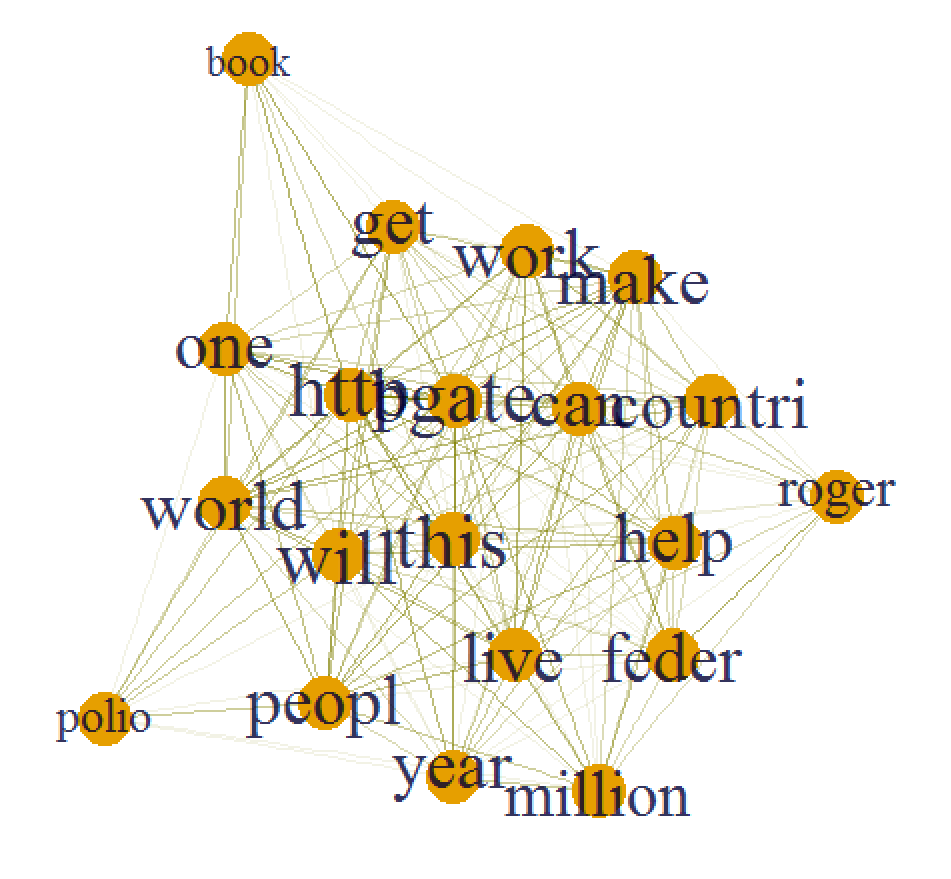 book
get
work
make
one
http
bgate
can
countri
roger
world
will
this
help
live
feder
polio
peopl
year
million